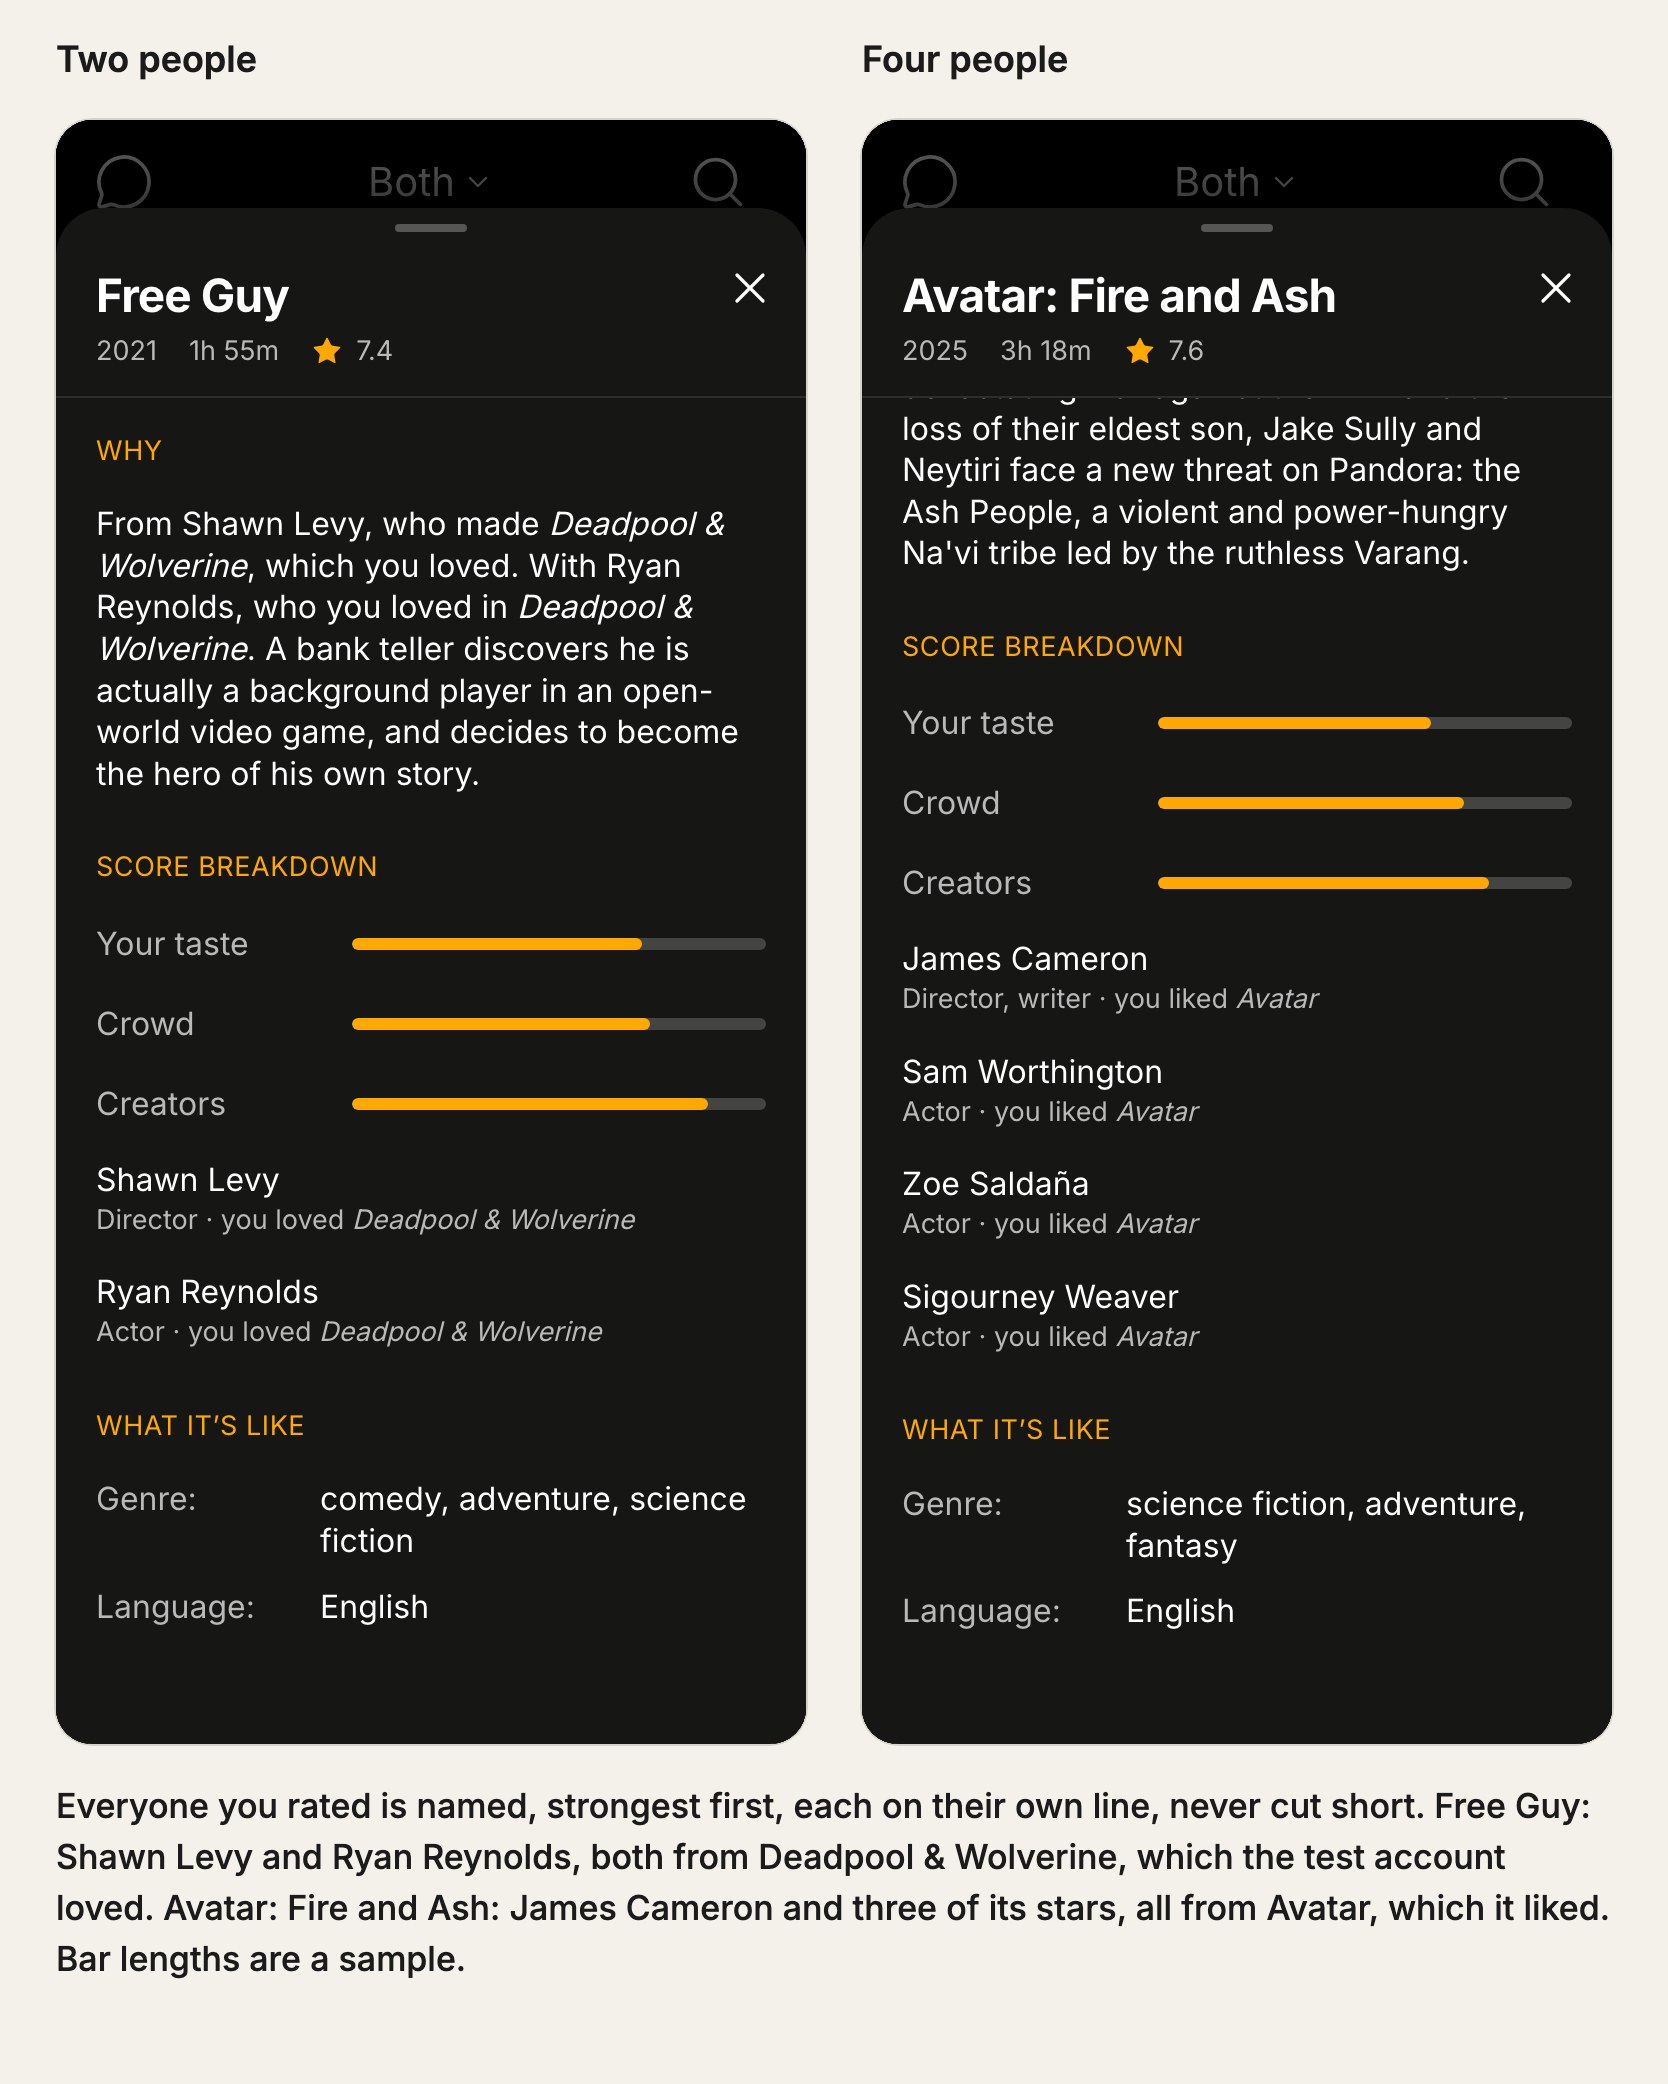 Two people
Both
Free Guy
2021 1h 55m 7.4
WHY
From Shawn Levy, who made Deadpool &
Wolverine, which you loved. With Ryan
Reynolds, who you loved in Deadpool &
Wolverine. A bank teller discovers he is
actually a background player in an open-
world video game, and decides to become
the hero of his own story.
SCORE BREAKDOWN
Your taste
Crowd
Creators
Shawn Levy
Director · you loved Deadpool & Wolverine
Ryan Reynolds
Actor · you loved Deadpool & Wolverine
WHAT IT’S LIKE
Genre: comedy, adventure, science
fiction
Language: English
Four people
Both
Avatar: Fire and Ash
2025 3h 18m 7.6
loss of their eldest son, Jake Sully and
Neytiri face a new threat on Pandora: the
Ash People, a violent and power-hungry
Na'vi tribe led by the ruthless Varang.
SCORE BREAKDOWN
Your taste
Crowd
Creators
James Cameron
Director, writer · you liked Avatar
Sam Worthington
Actor · you liked Avatar
Zoe Saldaña
Actor · you liked Avatar
Sigourney Weaver
Actor · you liked Avatar
WHAT IT’S LIKE
Genre: science fiction, adventure,
fantasy
Language: English
Everyone you rated is named, strongest first, each on their own line, never cut short. Free Guy:
Shawn Levy and Ryan Reynolds, both from Deadpool & Wolverine, which the test account
loved. Avatar: Fire and Ash: James Cameron and three of its stars, all from Avatar, which it liked.
Bar lengths are a sample.